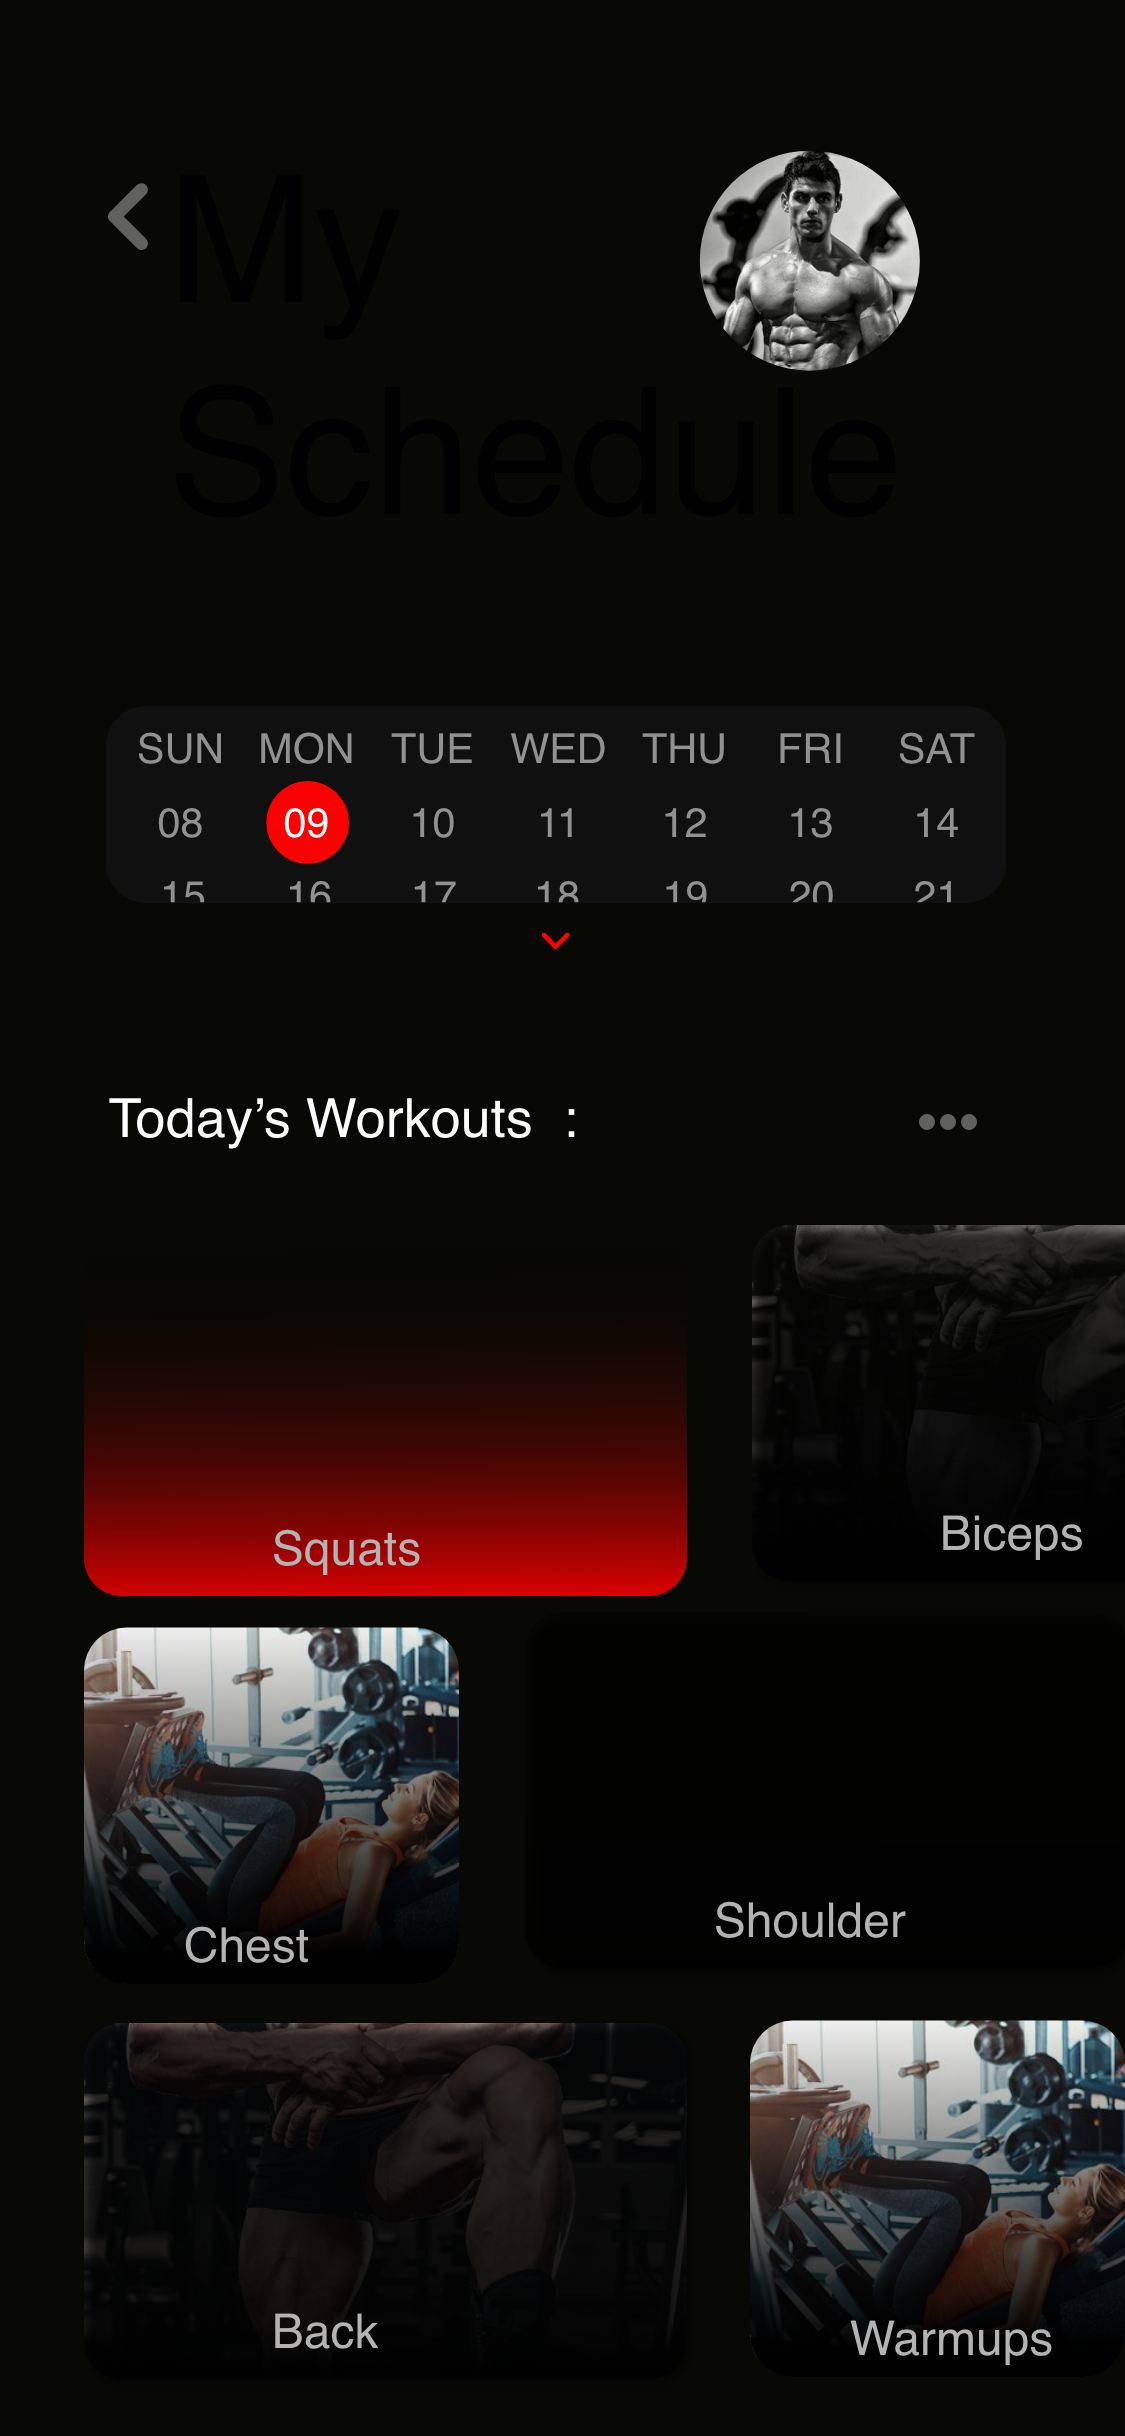 My
Schedule
SUN MON TUE WED THU FRI SAT
08 09 10 11 12 13 14
15 16 17 18 19 20 21
Today’s Workouts :
Squats
Biceps
Chest
Shoulder
Back
Warmups